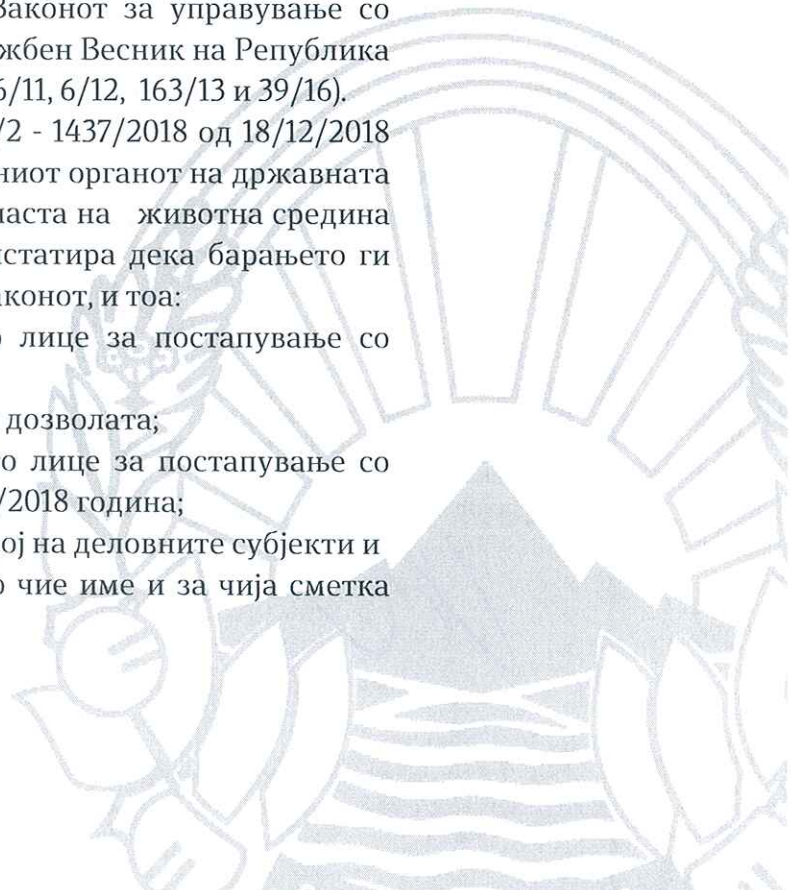 Законот за управување со
жбен Весник на Република
6/11, 6/12, 163/13 и 39/16).
/2 - 1437/2018 од 18/12/2018
ниот органот на државната
ласта на животна средина
нстатира дека барањето ги
аконот, и тоа:
о лице за постапување со
дозволата;
о лице за постапување со
/2018 година;
ој на деловните субјекти и
о чие име и за чија сметка